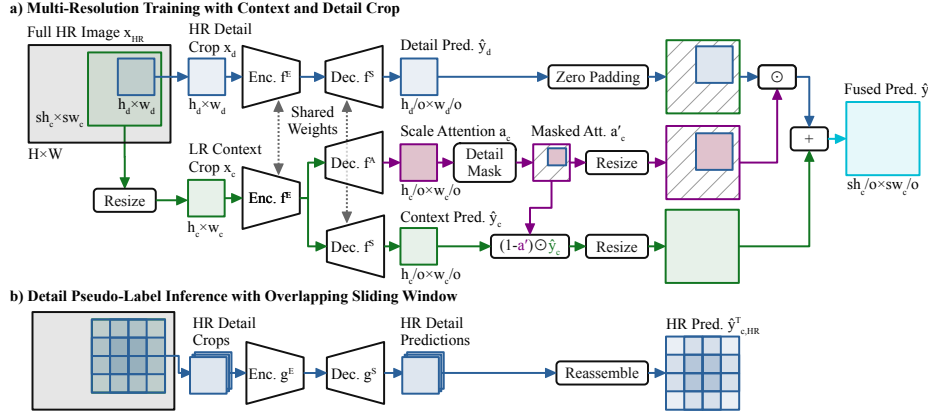 a) Multi-Resolution Training with Context and Detail Crop
Full HR Image x_HR
HR Detail
Crop x_d
Detail Pred. ŷ_d
h_d×w_d
sh_c×sw_c
H×W
h_d×w_d
Enc. f^E
Dec. f^S
h_d/o×w_d/o
Zero Padding
⊙
Fused Pred. ŷ
Shared
Weights
LR Context
Crop x_c
Scale Attention a_c
Masked Att. a'_c
Resize
h_c×w_c
Enc. f^E
Dec. f^A
h_c/o×w_c/o
Detail
Mask
Resize
+
sh_c/o×sw_c/o
Context Pred. ŷ_c
Dec. f^S
h_c/o×w_c/o
(1-a')⊙ŷ_c
Resize
b) Detail Pseudo-Label Inference with Overlapping Sliding Window
HR Detail
Crops
HR Detail
Predictions
HR Pred. ŷ^T_c,HR
Enc. g^E
Dec. g^S
Reassemble